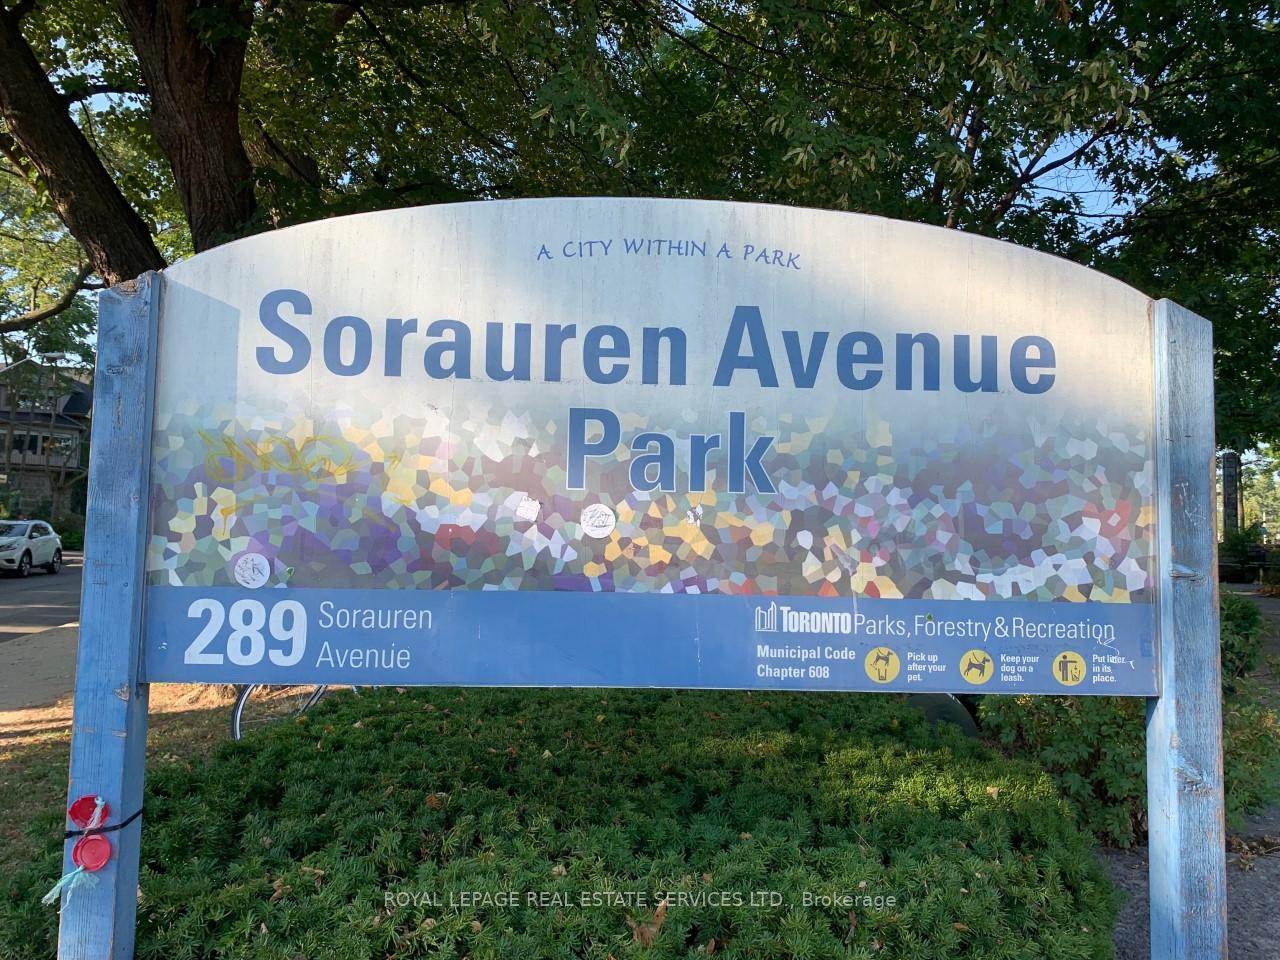 A CITY WITHIN A PARK
Sorauren Avenue
Park
289 Sorauren
Avenue
TORONTO Parks, Forestry & Recreation
Municipal Code
Chapter 608
Pick up
after your
pet.
Keep your
dog on a
leash.
Put litter
in its
place.
ROYAL LEPAGE REAL ESTATE SERVICES LTD., Brokerage